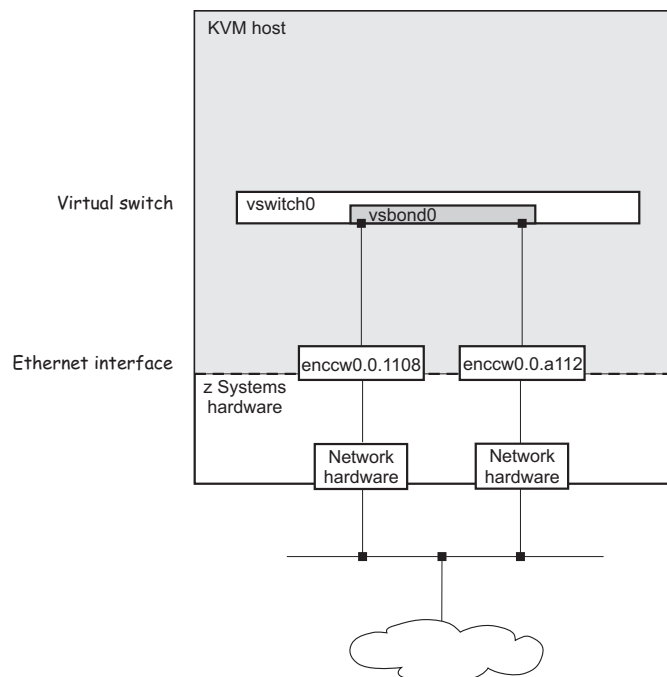 KVM host
Virtual switch
vswitch0
vsbond0
Ethernet interface
enccw0.0.1108
enccw0.0.a112
z Systems
hardware
Network
hardware
Network
hardware